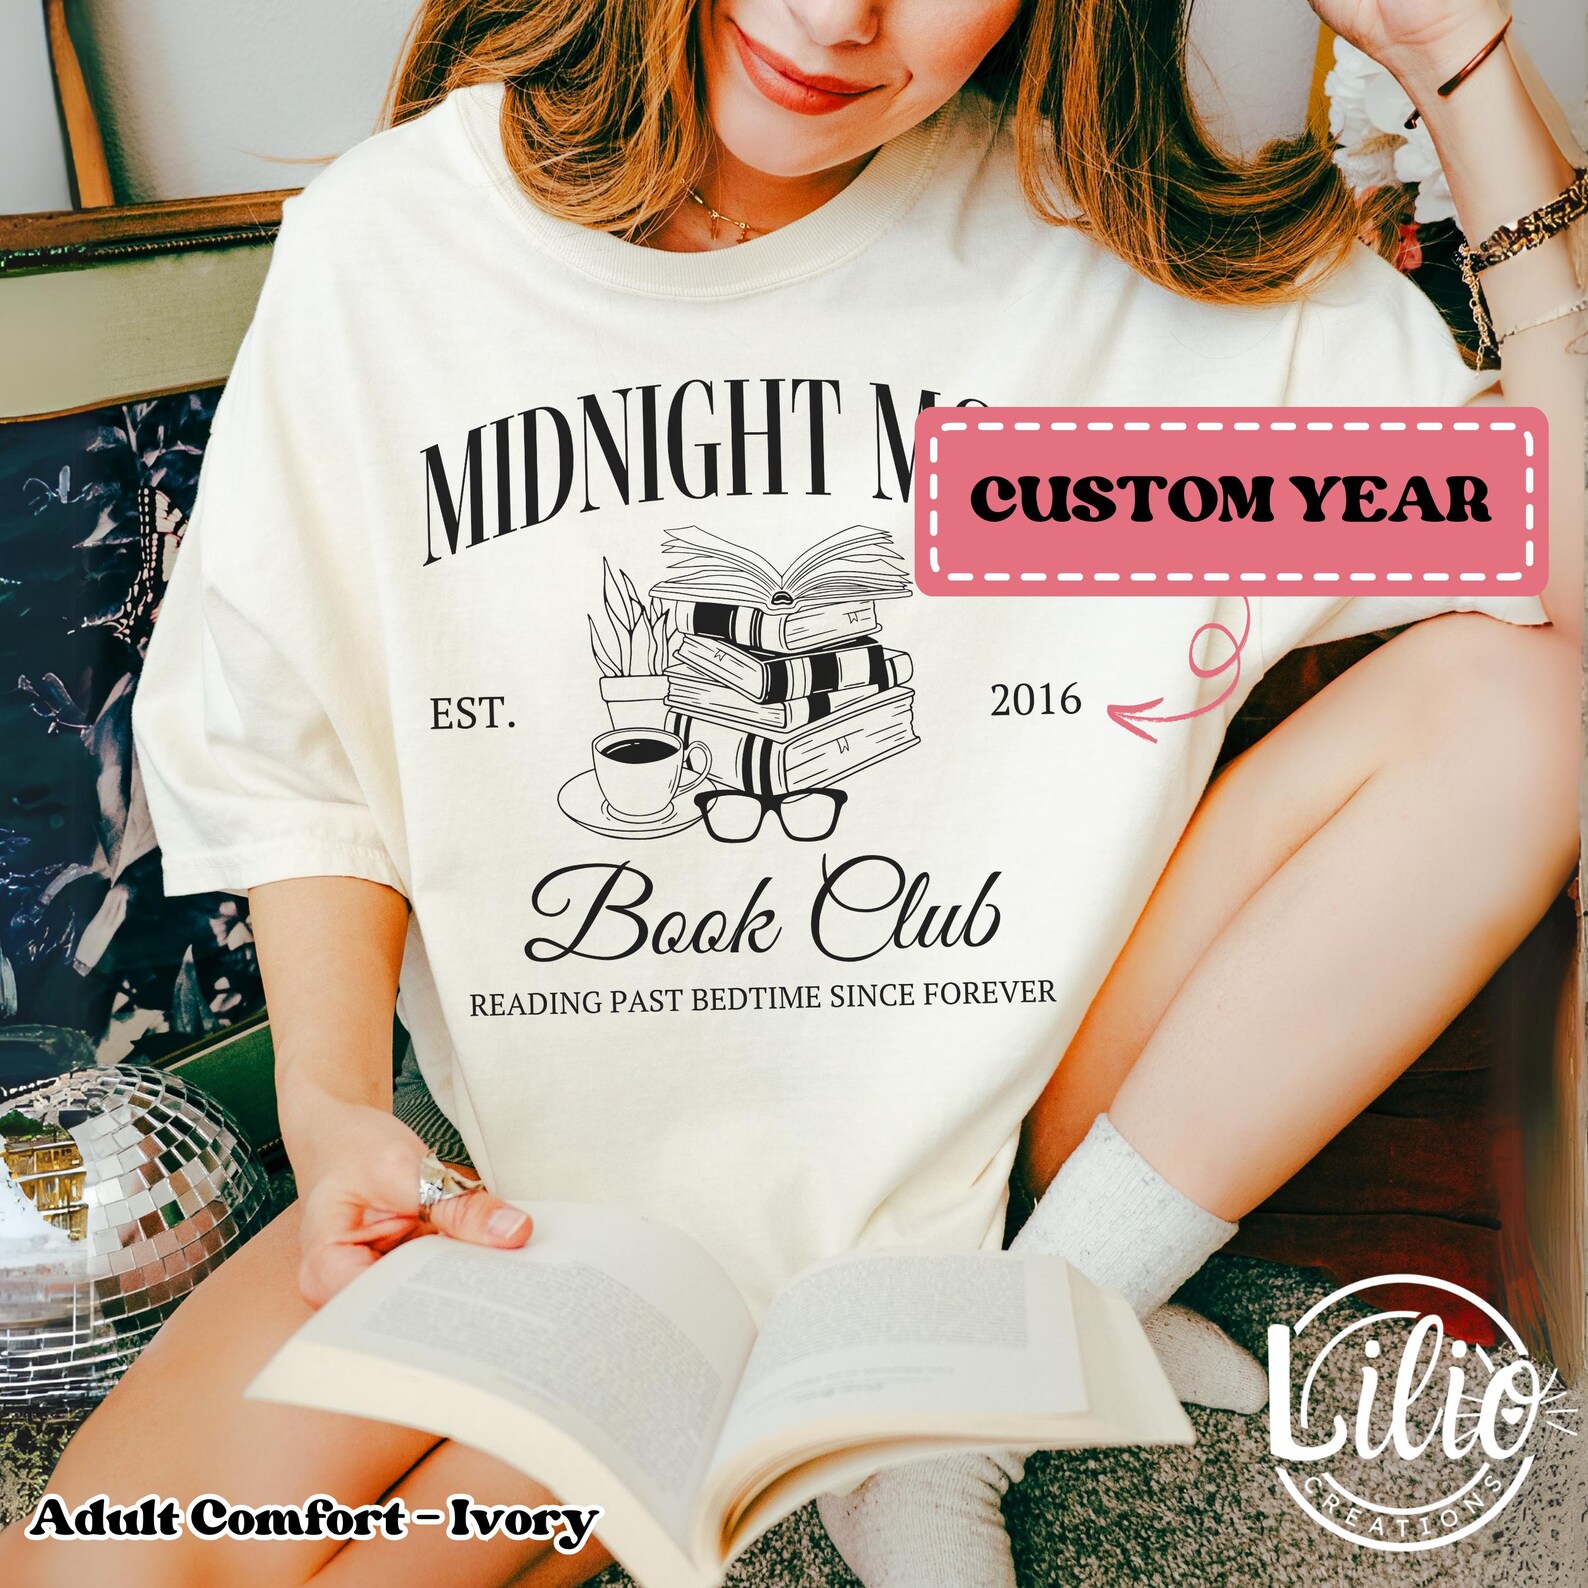 MIDNIGHT
CUSTOM YEAR
EST.
2016
Book Club
READING PAST BEDTIME SINCE FOREVER
Lilio
CREATIONS
Adult Comfort - Ivory